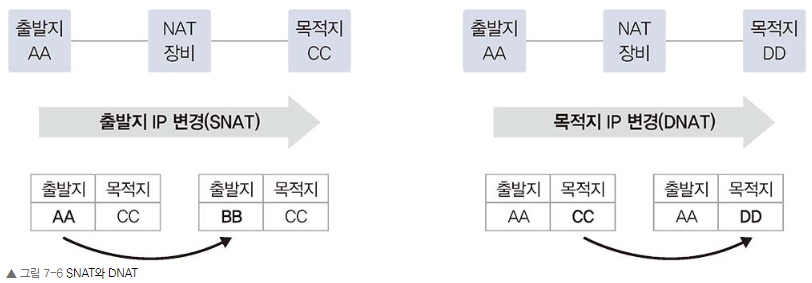 출발지
AA
NAT
장비
목적지
CC
출발지 IP 변경(SNAT)
출발지 목적지
AA CC
출발지 목적지
BB CC
출발지
AA
NAT
장비
목적지
DD
목적지 IP 변경(DNAT)
출발지 목적지
AA CC
출발지 목적지
AA DD
▲ 그림 7-6 SNAT와 DNAT